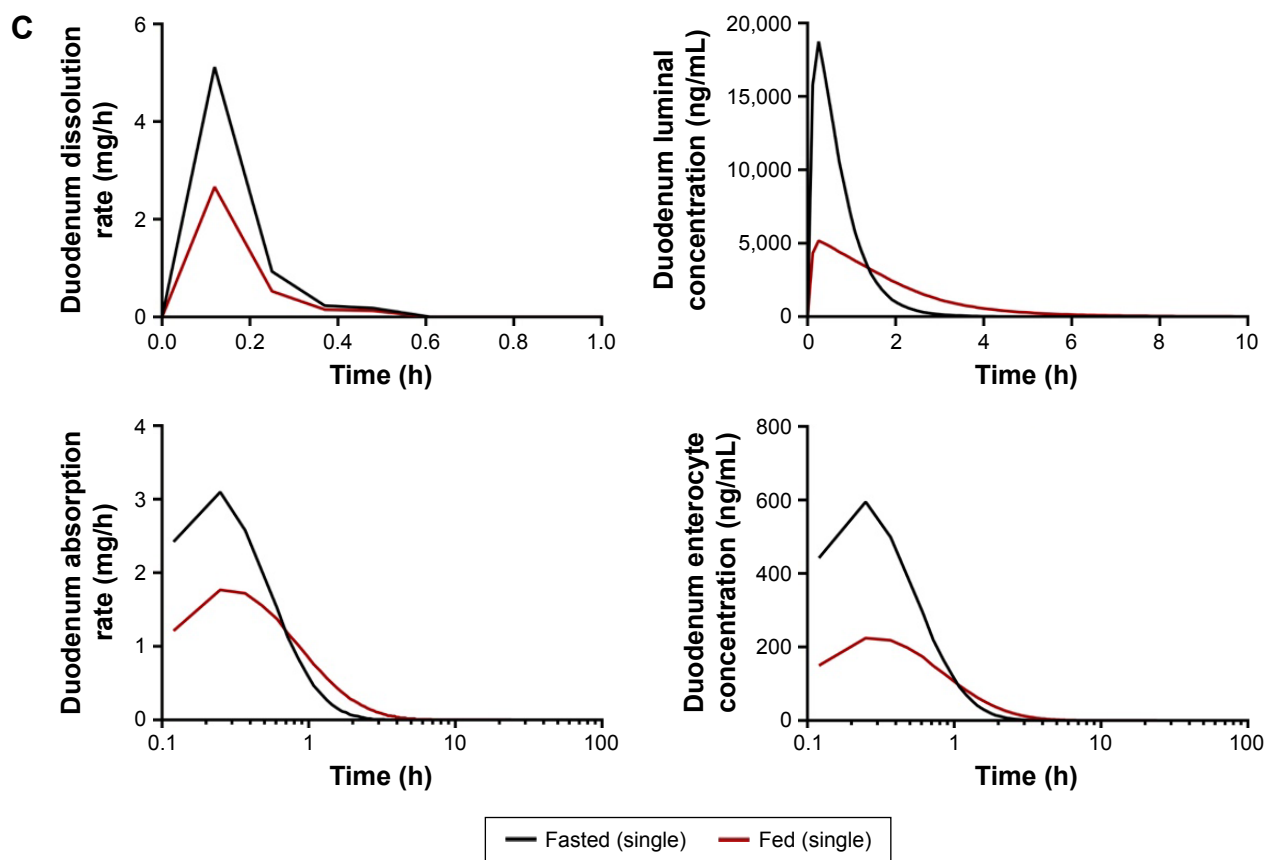 C
Duodenum dissolution
rate (mg/h)
6
4
2
0
0.0 0.2 0.4 0.6 0.8 1.0
Time (h)
Duodenum luminal
concentration (ng/mL)
20,000
15,000
10,000
5,000
0
0 2 4 6 8 10
Time (h)
Duodenum absorption
rate (mg/h)
4
3
2
1
0
0.1 1 10 100
Time (h)
Duodenum enterocyte
concentration (ng/mL)
800
600
400
200
0
0.1 1 10 100
Time (h)
Fasted (single) Fed (single)